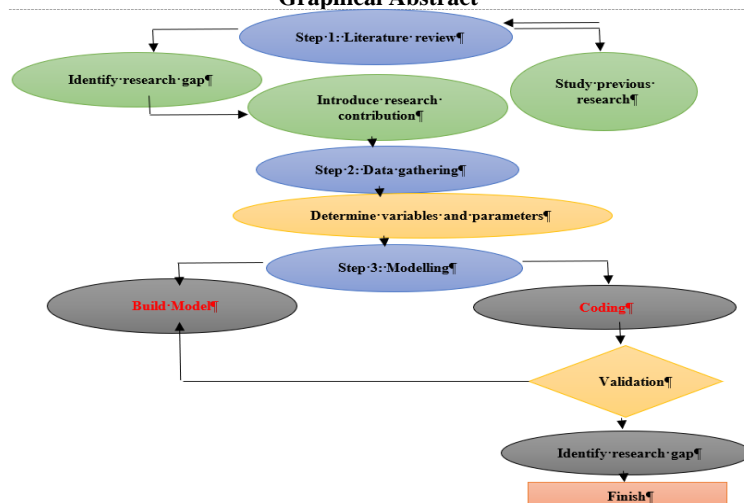 Graphical Abstract
Step·1:·Literature·review¶
Identify·research·gap¶
Study·previous·
research¶
Introduce·research·
contribution¶
Step·2:·Data·gathering¶
Determine·variables·and·parameters¶
Step·3:·Modelling¶
Build·Model¶
Coding¶
Validation¶
Identify·research·gap¶
Finish¶